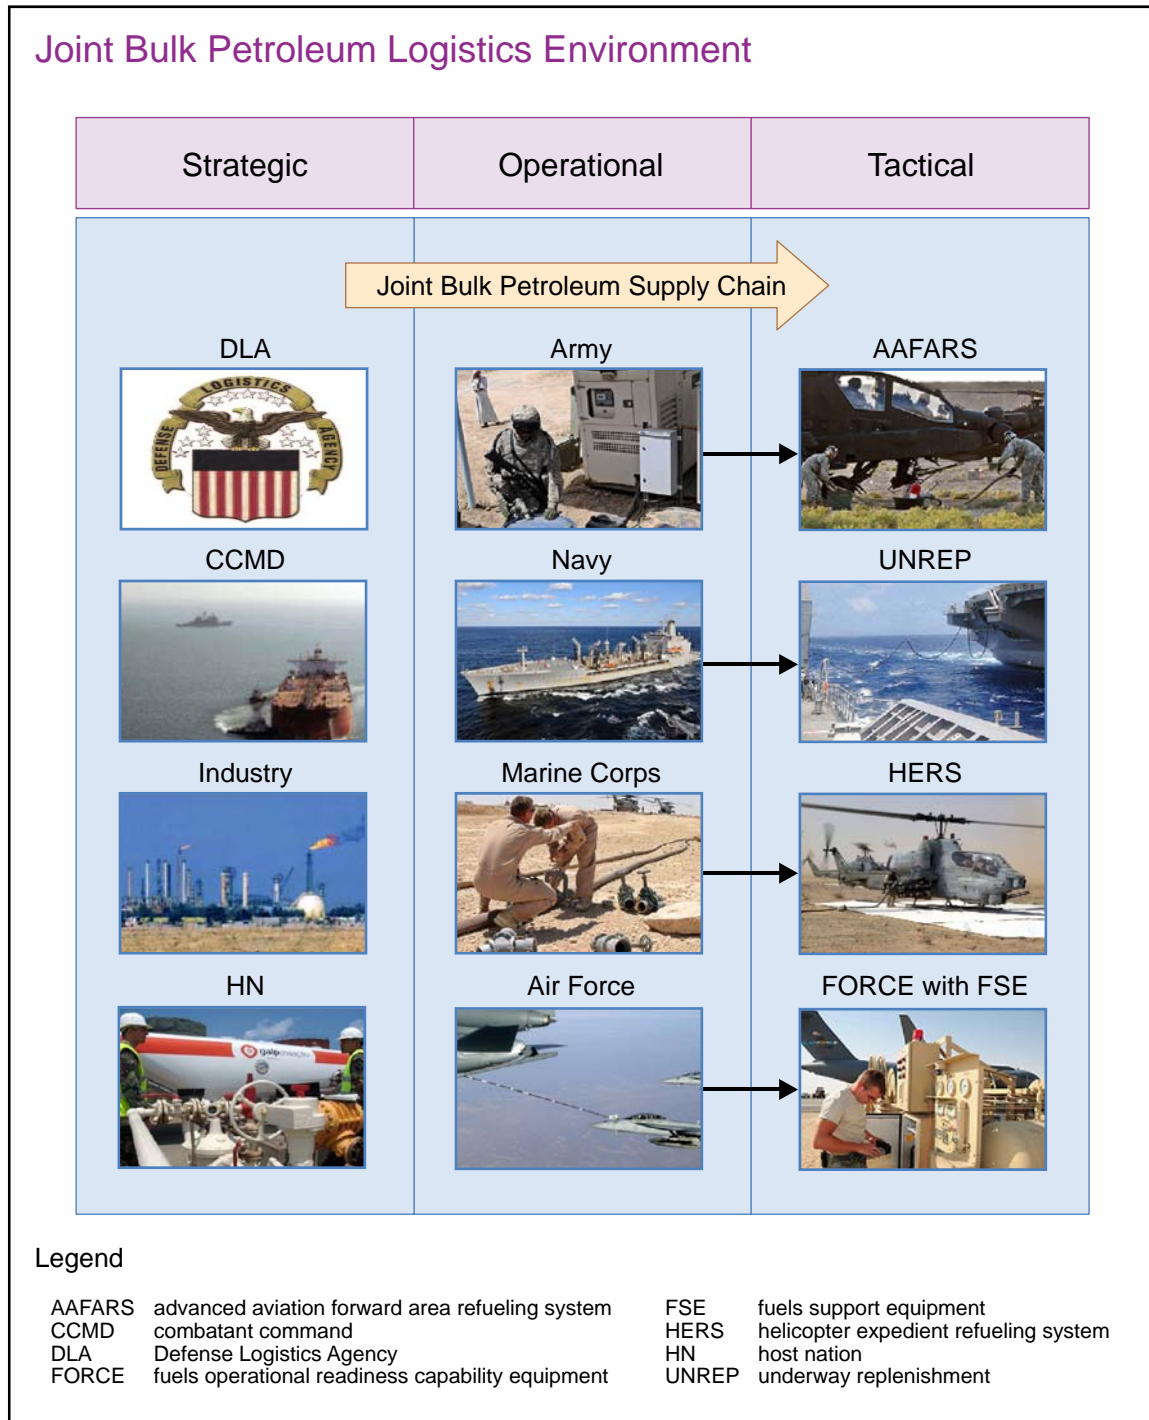 Joint Bulk Petroleum Logistics Environment
Strategic
Operational
Tactical
Joint Bulk Petroleum Supply Chain
DLA
Army
AAFARS
DEFENSE LOGISTICS AGENCY
CCMD
Navy
UNREP
Industry
Marine Corps
HERS
HN
Air Force
FORCE with FSE
galp
Legend
AAFARS advanced aviation forward area refueling system
CCMD combatant command
DLA Defense Logistics Agency
FORCE fuels operational readiness capability equipment
FSE fuels support equipment
HERS helicopter expedient refueling system
HN host nation
UNREP underway replenishment